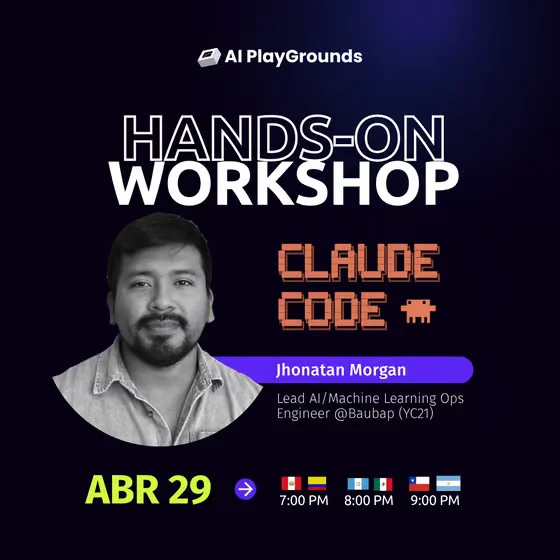 AI PlayGrounds
HANDS-ON
WORKSHOP
CLAUDE
CODE
Jhonatan Morgan
Lead AI/Machine Learning Ops
Engineer @Baubap (YC21)
ABR 29
7:00 PM 8:00 PM 9:00 PM